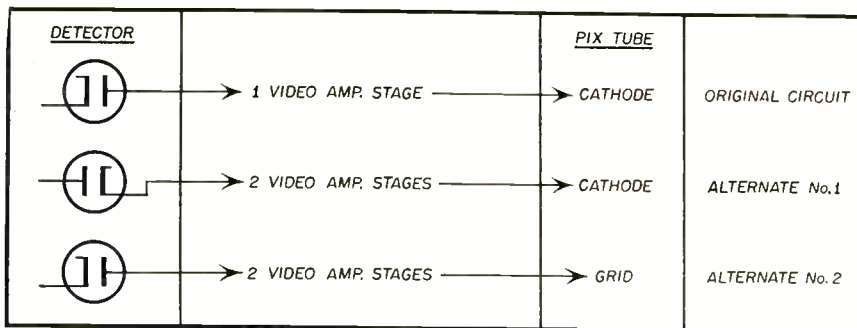 DETECTOR PIX TUBE
1 VIDEO AMP. STAGE CATHODE ORIGINAL CIRCUIT
2 VIDEO AMP. STAGES CATHODE ALTERNATE No.1
2 VIDEO AMP. STAGES GRID ALTERNATE No.2